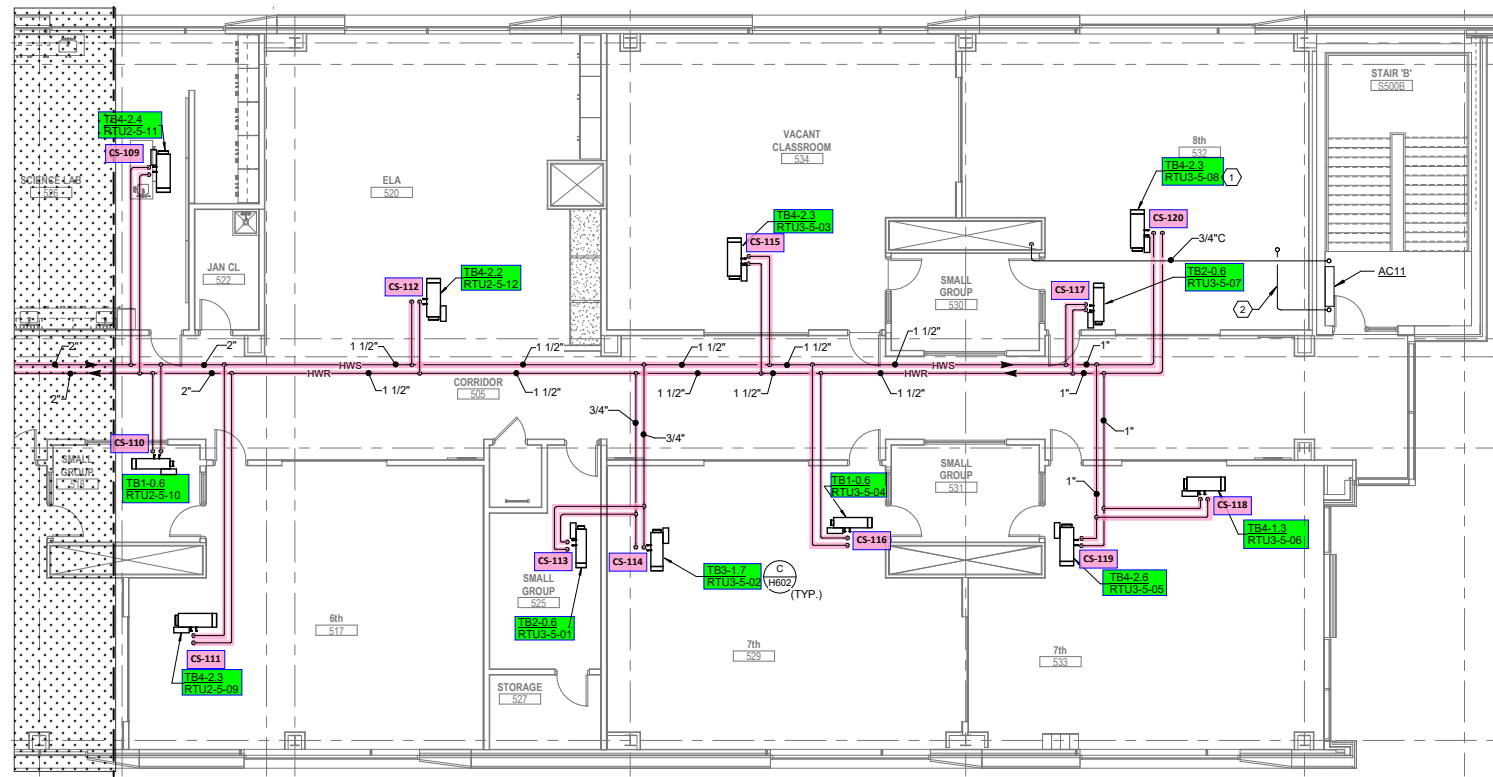 STAIR 'B'
S500B
TB4-2.4
RTU2-5-11
CS-109
VACANT
CLASSROOM
534
8th
532
TB4-2.3
RTU3-5-08
1
SCIENCE LAB
526
ELA
520
TB4-2.3
RTU3-5-03
CS-115
CS-120
3/4"C
JAN CL
522
CS-112
TB4-2.2
RTU2-5-12
SMALL
GROUP
530
CS-117
TB2-0.6
RTU3-5-07
AC11
2
2"
2"
1 1/2"
HWS
1 1/2"
1 1/2"
1 1/2"
1 1/2"
HWS
1"
2"
2"
HWR
1 1/2"
CORRIDOR
505
1 1/2"
1 1/2"
1 1/2"
1 1/2"
HWR
1"
3/4"
3/4"
1"
CS-110
SMALL
GROUP
518
TB1-0.6
RTU2-5-10
TB1-0.6
RTU3-5-04
SMALL
GROUP
531
1"
CS-118
TB4-1.3
RTU3-5-06
CS-116
CS-113
CS-114
CS-119
SMALL
GROUP
525
TB3-1.7
RTU3-5-02
C
H602
(TYP.)
TB4-2.6
RTU3-5-05
TB2-0.6
RTU3-5-01
6th
517
CS-111
TB4-2.3
RTU2-5-09
7th
529
7th
533
STORAGE
527